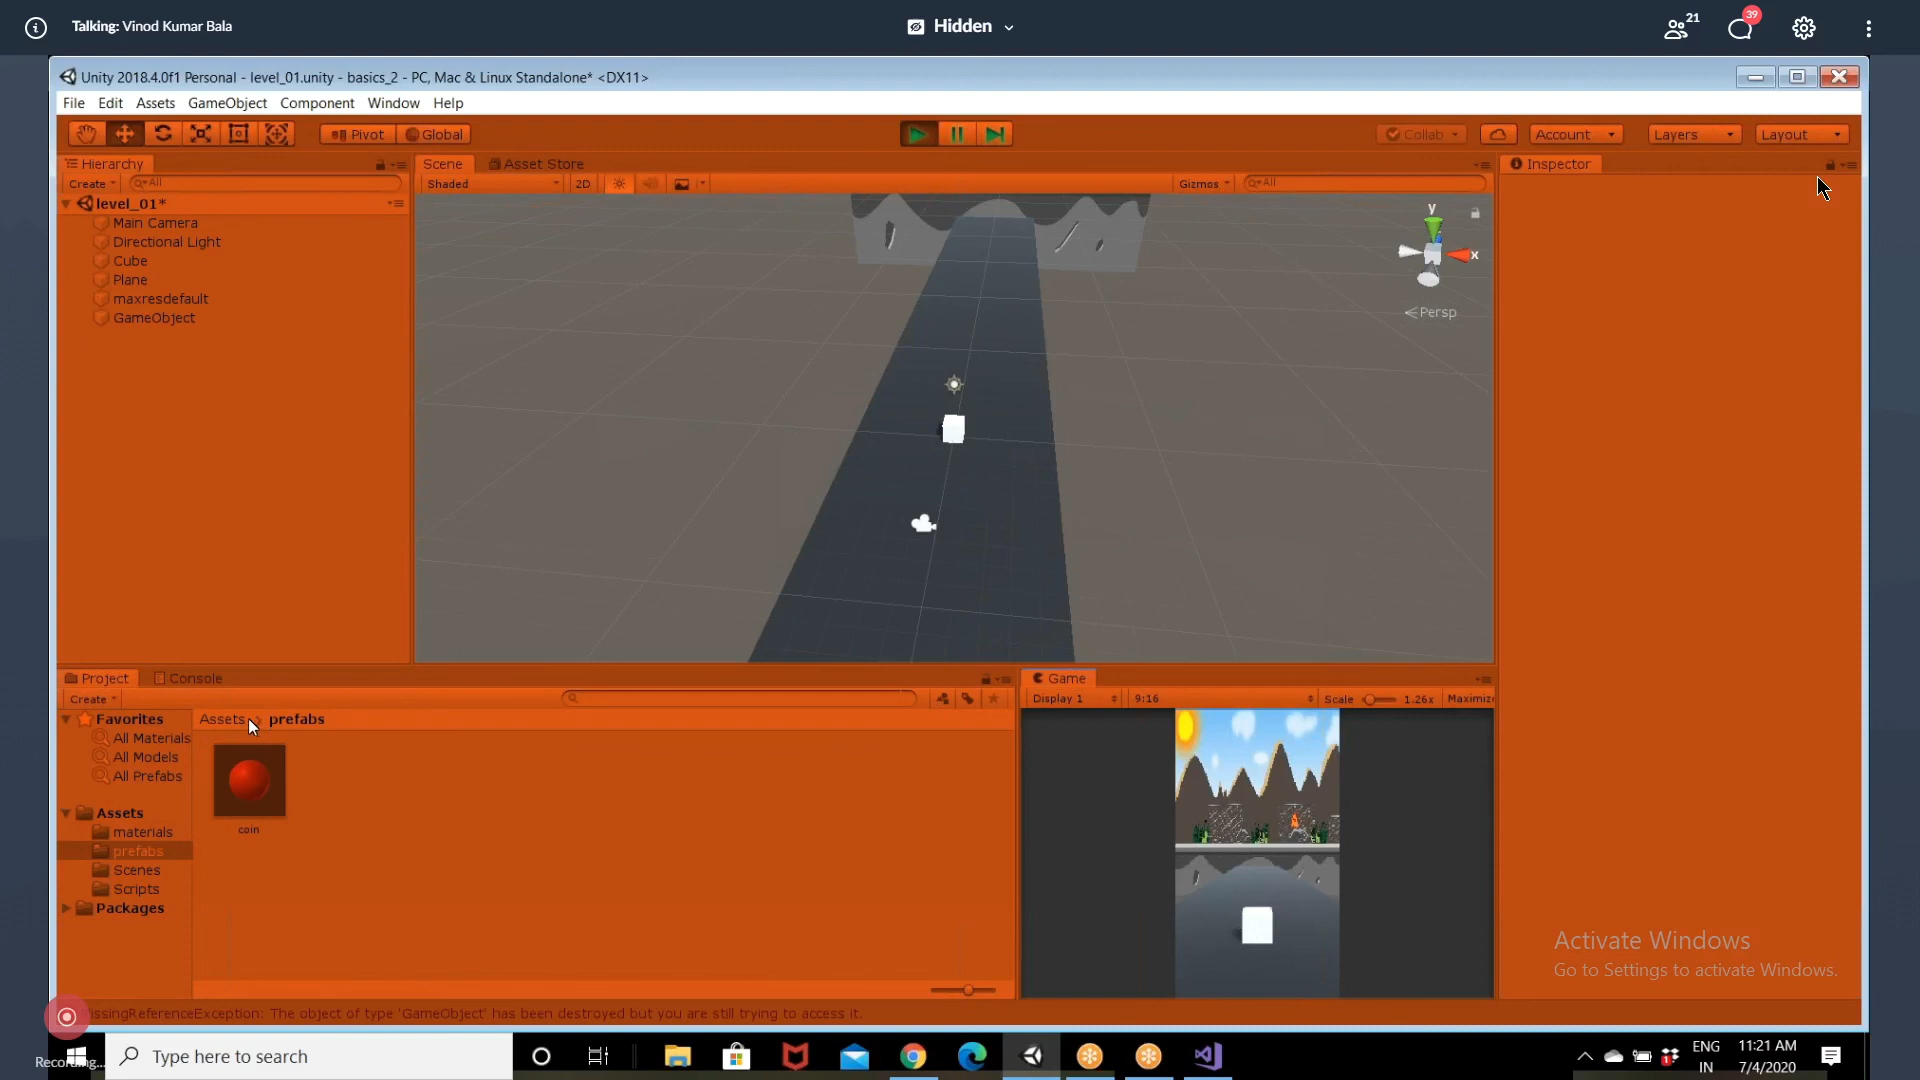 Talking: Vinod Kumar Bala
Hidden
21
39
Unity 2018.4.0f1 Personal - level_01.unity - basics_2 - PC, Mac & Linux Standalone* <DX11>
File Edit Assets GameObject Component Window Help
Pivot Global
Collab Account Layers Layout
Hierarchy
Scene Asset Store
Inspector
Create All
Shaded 2D Gizmos All
level_01*
Main Camera
Directional Light
Cube
Plane
maxresdefault
GameObject
y
x
Persp
Project Console
Game
Create
Display 1 9:16 Scale 1.26x Maximiz
Favorites
All Materials
All Models
All Prefabs
Assets
materials
prefabs
Scenes
Scripts
Packages
Assets prefabs
coin
Activate Windows
Go to Settings to activate Windows.
issingReferenceException: The object of type 'GameObject' has been destroyed but you are still trying to access it.
Recording...
Type here to search
ENG
IN
11:21 AM
7/4/2020